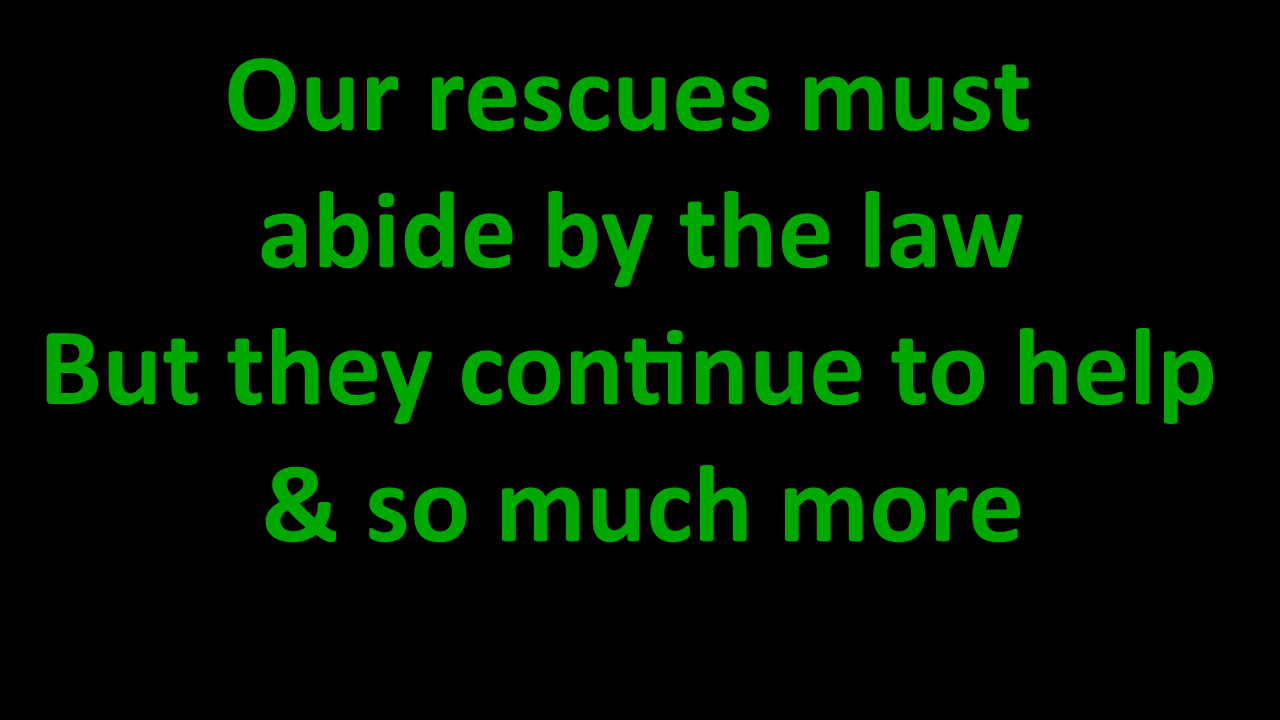 Our rescues must
abide by the law
But they continue to help
& so much more